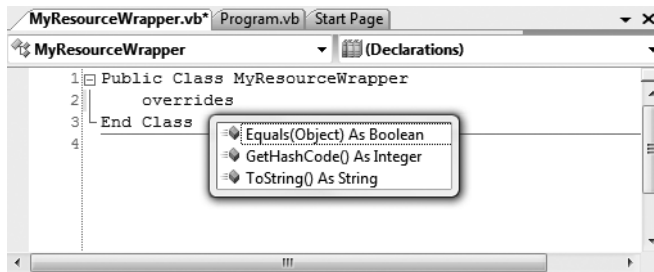 MyResourceWrapper.vb* Program.vb Start Page
MyResourceWrapper (Declarations)
1 Public Class MyResourceWrapper
2 overrides
3 End Class
4
Equals(Object) As Boolean
GetHashCode() As Integer
ToString() As String